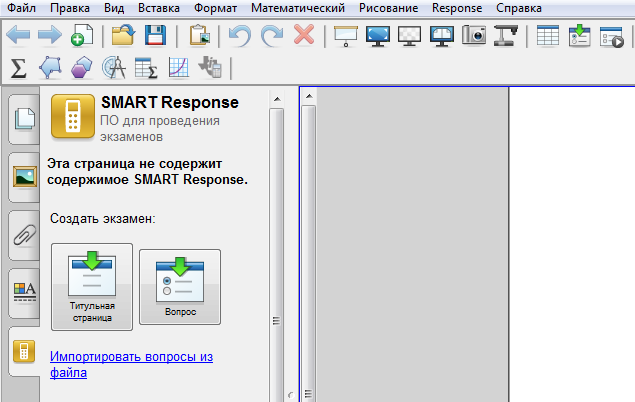 Файл Правка Вид Вставка Формат Математический Рисование Response Справка
SMART Response
ПО для проведения
экзаменов
Эта страница не содержит
содержимое SMART Response.
Создать экзамен:
Титульная
страница
Вопрос
Импортировать вопросы из
файла